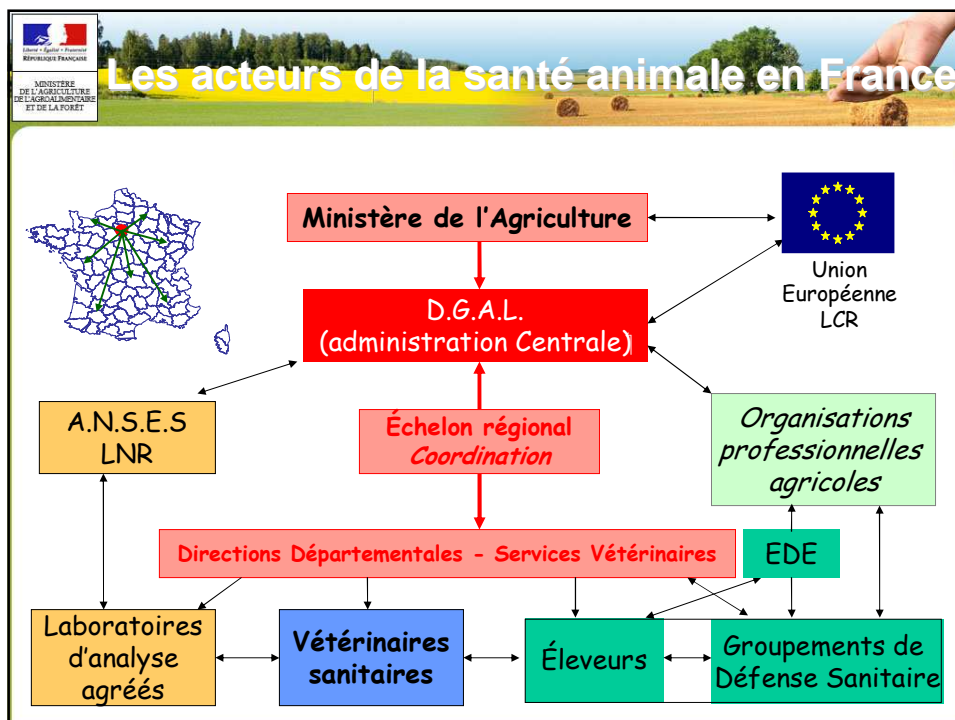 Liberté • Égalité • Fraternité
RÉPUBLIQUE FRANÇAISE
MINISTÈRE
DE L'AGRICULTURE
DE L'AGROALIMENTAIRE
ET DE LA FORÊT
Les acteurs de la santé animale en France
Ministère de l'Agriculture
Union
Européenne
LCR
D.G.A.L.
(administration Centrale)
A.N.S.E.S
LNR
Échelon régional
Coordination
Organisations
professionnelles
agricoles
Directions Départementales - Services Vétérinaires
EDE
Laboratoires
d'analyse
agréés
Vétérinaires
sanitaires
Éleveurs
Groupements de
Défense Sanitaire